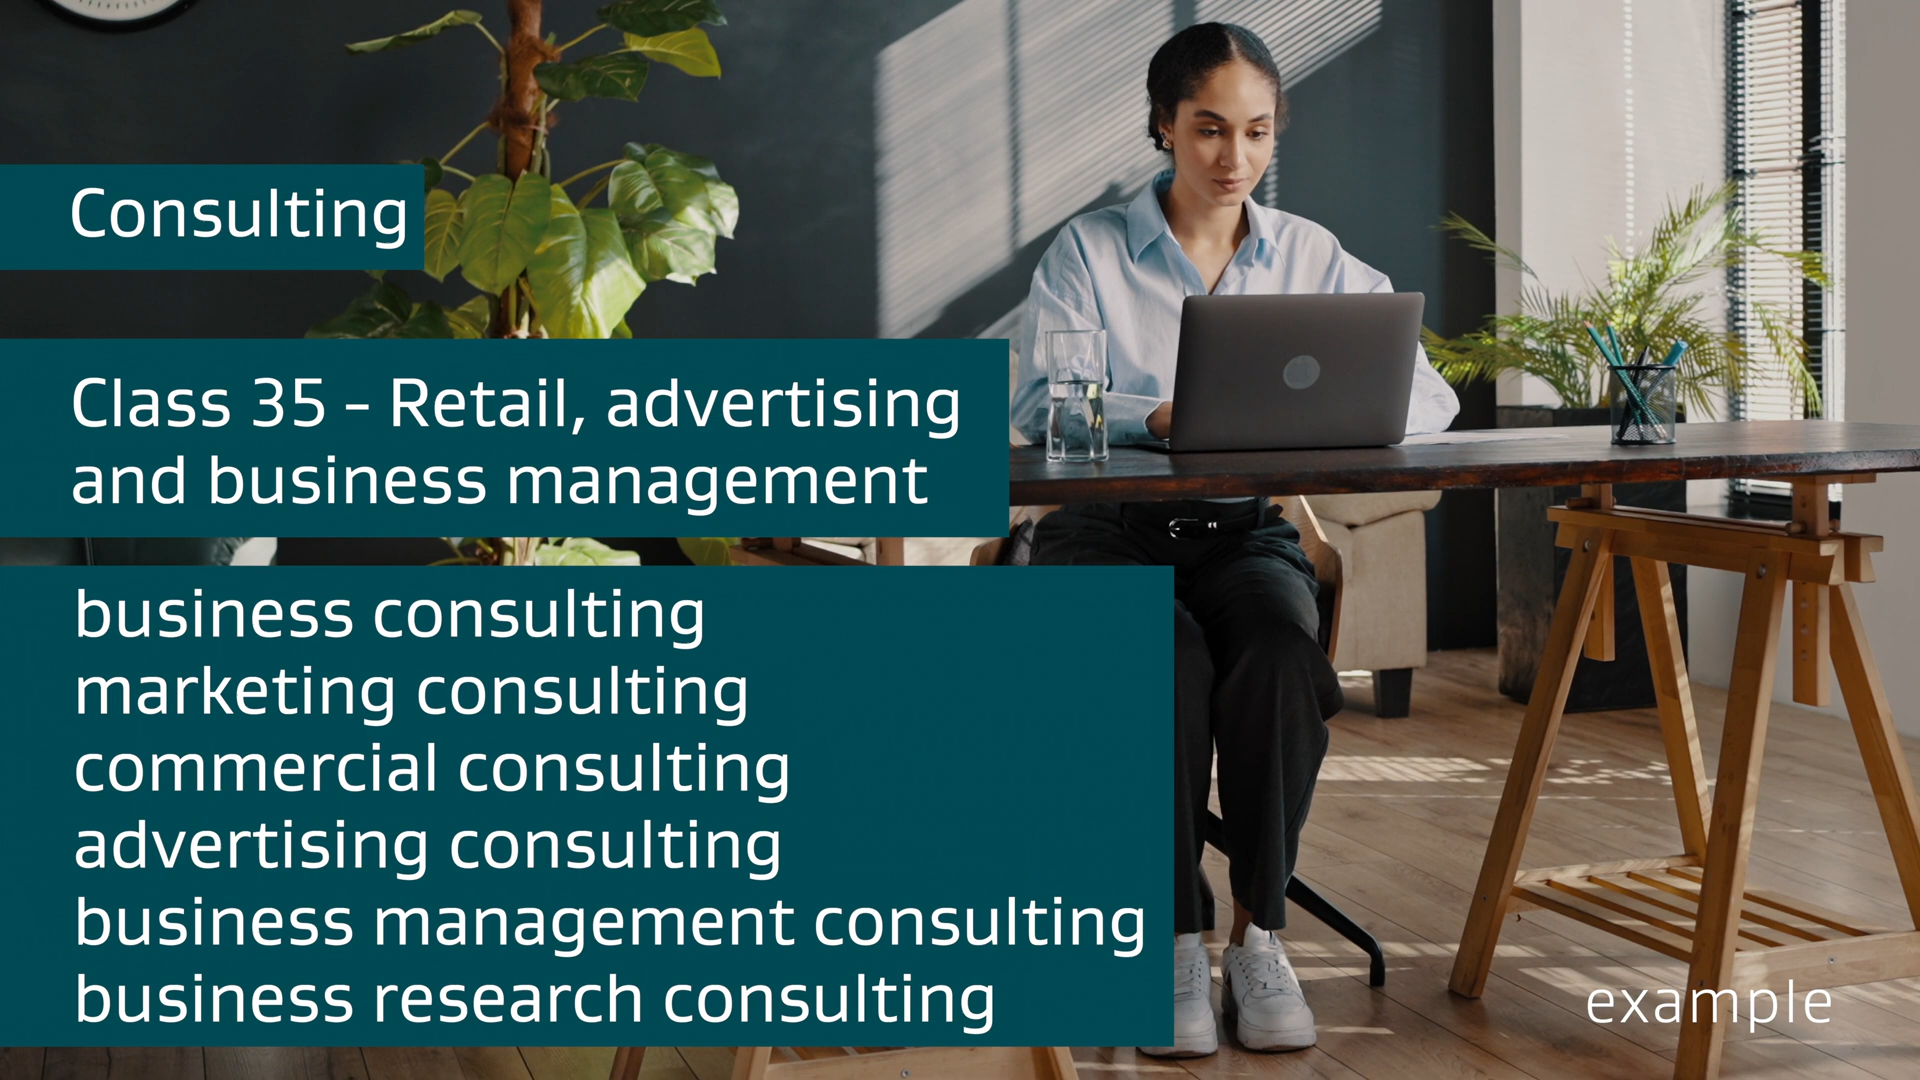 Consulting
Class 35 - Retail, advertising
and business management
business consulting
marketing consulting
commercial consulting
advertising consulting
business management consulting
business research consulting
example